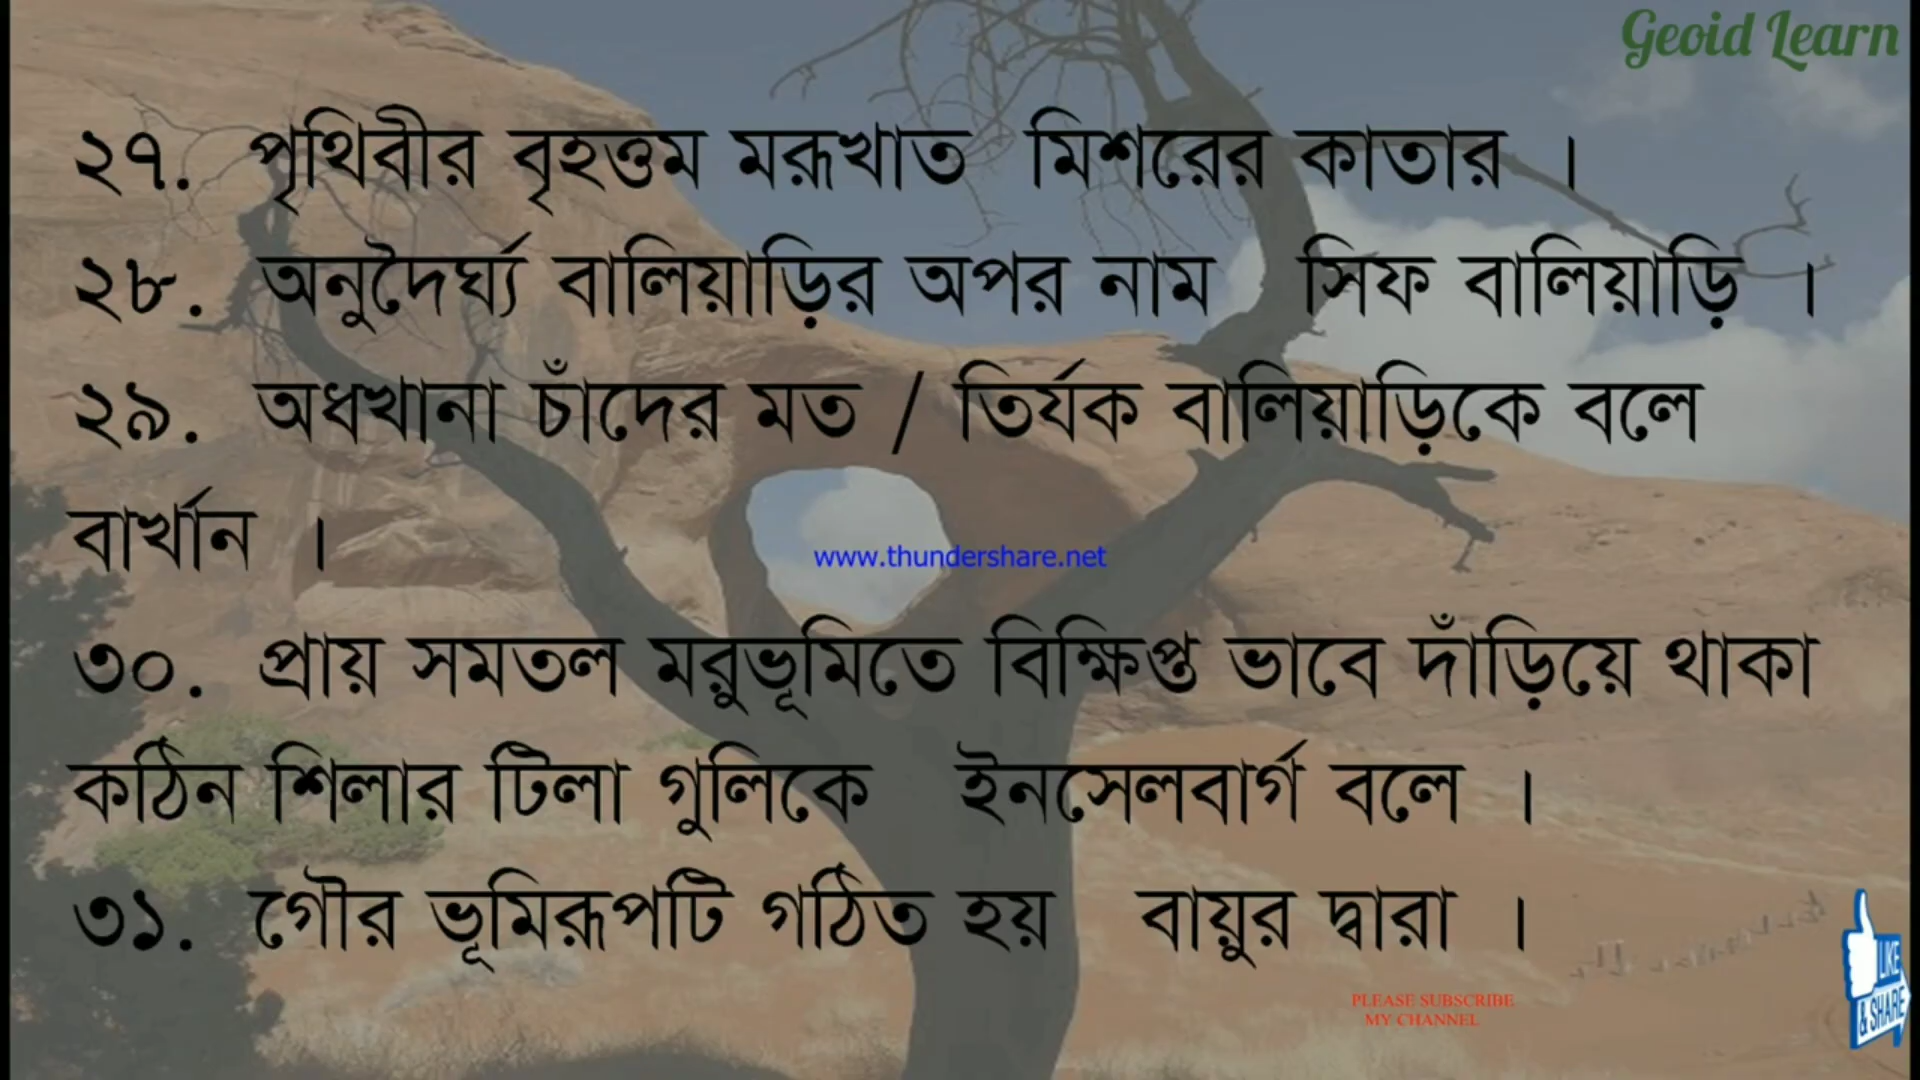 Geoid Learn
২৭. পৃথিবীর বৃহত্তম মরূখাত মিশরের কাতার ।
২৮. অনুদৈর্ঘ্য বালিয়াড়ির অপর নাম সিফ বালিয়াড়ি ।
২৯. অধখানা চাঁদের মত / তির্যক বালিয়াড়িকে বলে
বার্খান ।
www.thundershare.net
৩০. প্রায় সমতল মরুভূমিতে বিক্ষিপ্ত ভাবে দাঁড়িয়ে থাকা
কঠিন শিলার টিলা গুলিকে ইনসেলবার্গ বলে ।
৩১. গৌর ভূমিরূপটি গঠিত হয় বায়ুর দ্বারা ।
LIKE
& SHARE
PLEASE SUBSCRIBE
MY CHANNEL